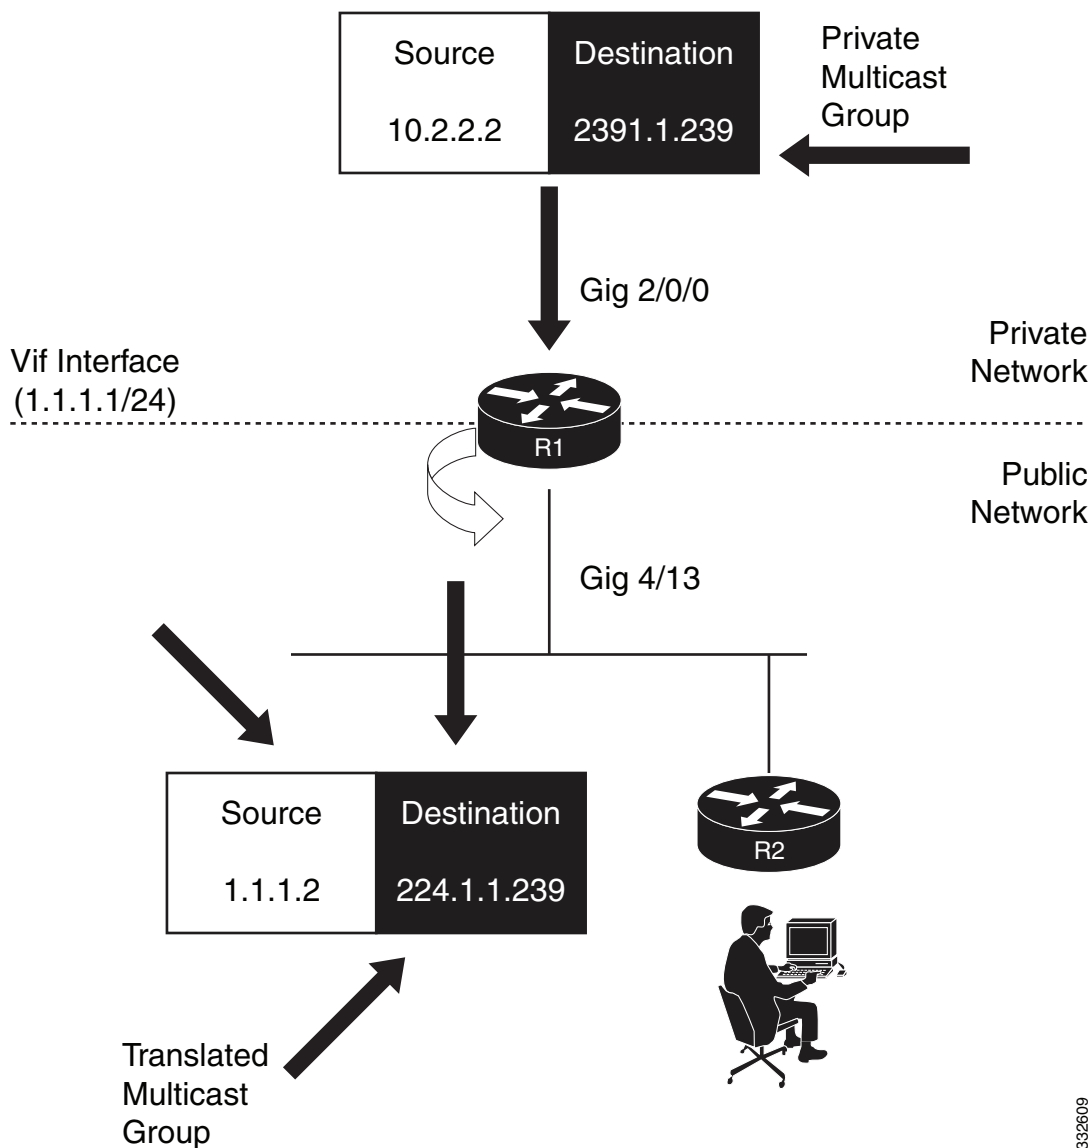 Source
Destination
10.2.2.2
2391.1.239
Private
Multicast
Group
Gig 2/0/0
Private
Network
Vif Interface
(1.1.1.1/24)
R1
Public
Network
Gig 4/13
Source
Destination
1.1.1.2
224.1.1.239
R2
Translated
Multicast
Group
332609